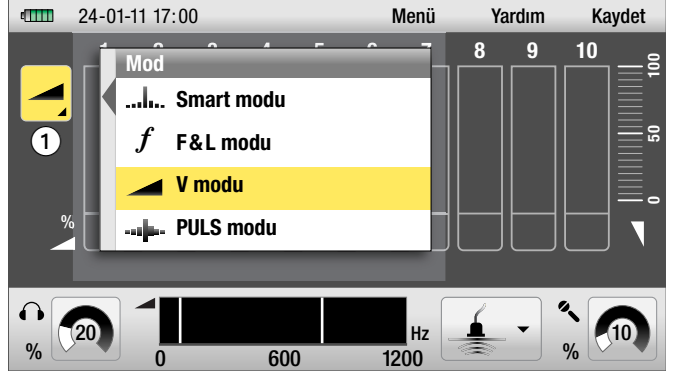 24-01-11 17:00 Menü Yardım Kaydet
8 9 10
Mod
Smart modu
f F&L modu
V modu
PULS modu
1
%
100
50
0
20
%
Hz
0 600 1200
10
%